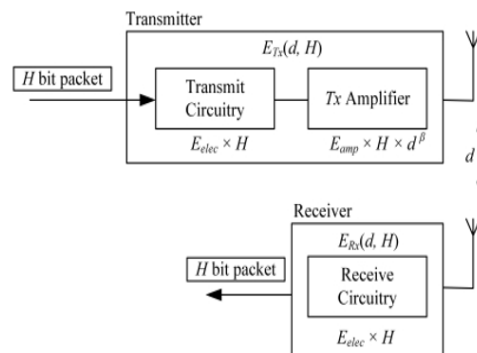 Transmitter
E_Tx(d, H)
H bit packet
Transmit
Circuitry
Tx Amplifier
E_elec × H
E_amp × H × d^β
d
Receiver
E_Rx(d, H)
H bit packet
Receive
Circuitry
E_elec × H